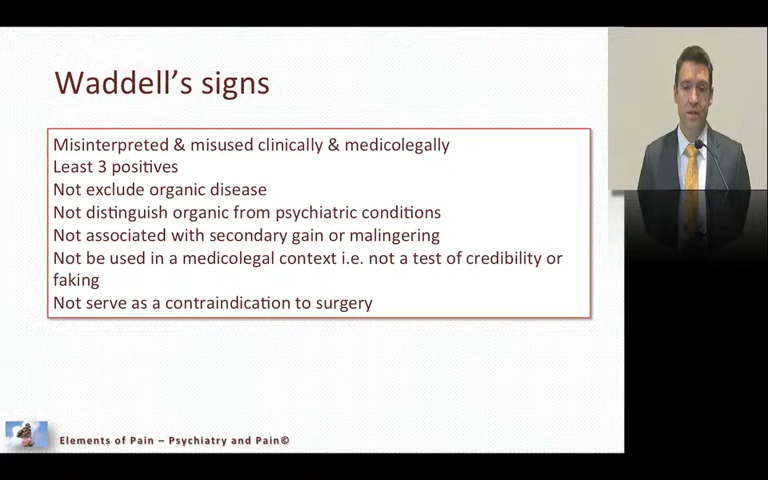 Waddell's signs
Misinterpreted & misused clinically & medicolegally
Least 3 positives
Not exclude organic disease
Not distinguish organic from psychiatric conditions
Not associated with secondary gain or malingering
Not be used in a medicolegal context i.e. not a test of credibility or
faking
Not serve as a contraindication to surgery
Elements of Pain – Psychiatry and Pain©